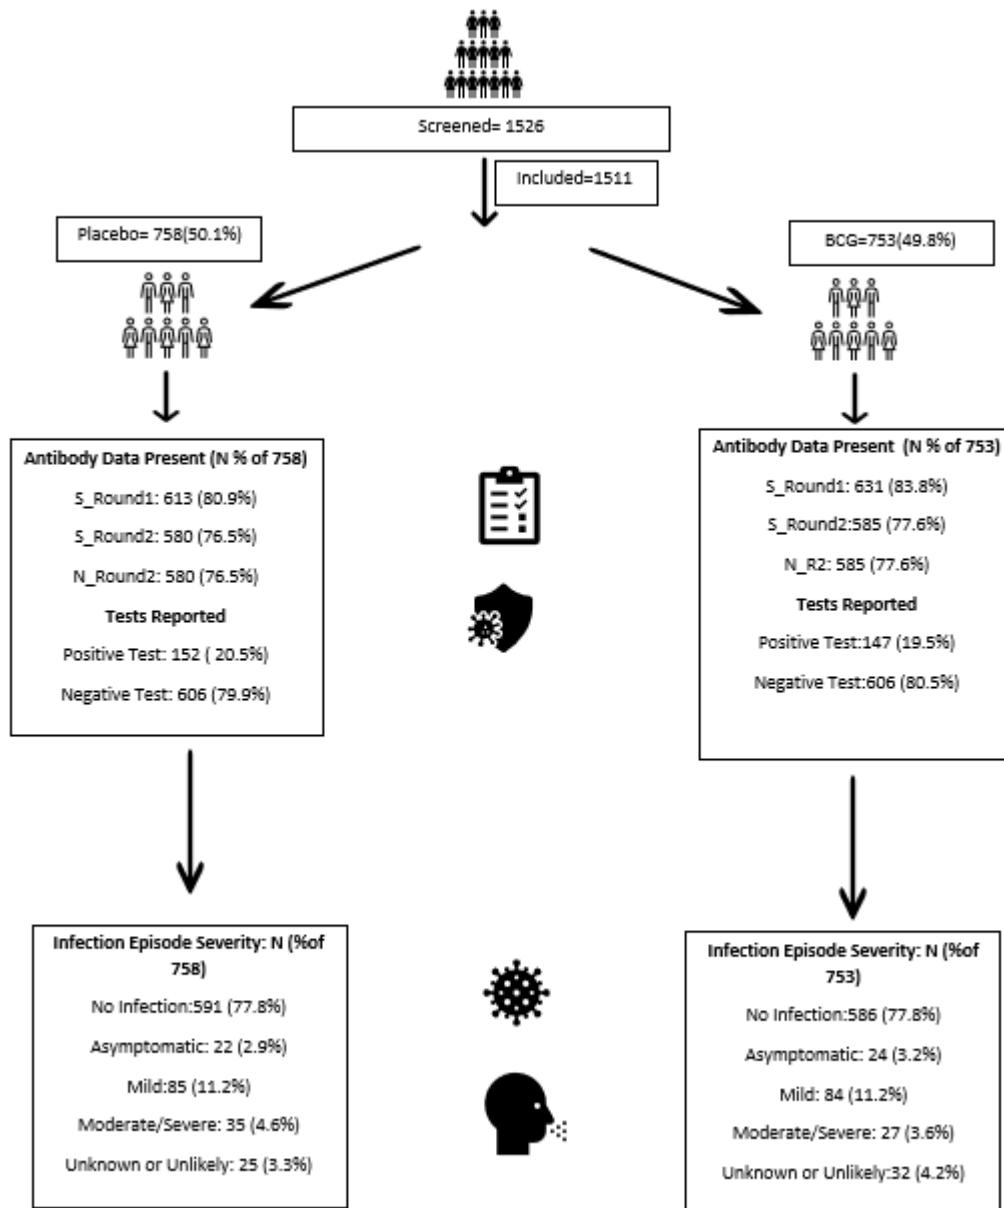 Screened= 1526
Included=1511
Placebo= 758(50.1%)
BCG=753(49.8%)
Antibody Data Present (N % of 758)
S_Round1: 613 (80.9%)
S_Round2: 580 (76.5%)
N_Round2: 580 (76.5%)
Tests Reported
Positive Test: 152 ( 20.5%)
Negative Test: 606 (79.9%)
Antibody Data Present (N % of 753)
S_Round1: 631 (83.8%)
S_Round2:585 (77.6%)
N_R2: 585 (77.6%)
Tests Reported
Positive Test:147 (19.5%)
Negative Test:606 (80.5%)
Infection Episode Severity: N (%of
758)
No Infection:591 (77.8%)
Asymptomatic: 22 (2.9%)
Mild:85 (11.2%)
Moderate/Severe: 35 (4.6%)
Unknown or Unlikely: 25 (3.3%)
Infection Episode Severity: N (%of
753)
No Infection:586 (77.8%)
Asymptomatic: 24 (3.2%)
Mild: 84 (11.2%)
Moderate/Severe: 27 (3.6%)
Unknown or Unlikely:32 (4.2%)